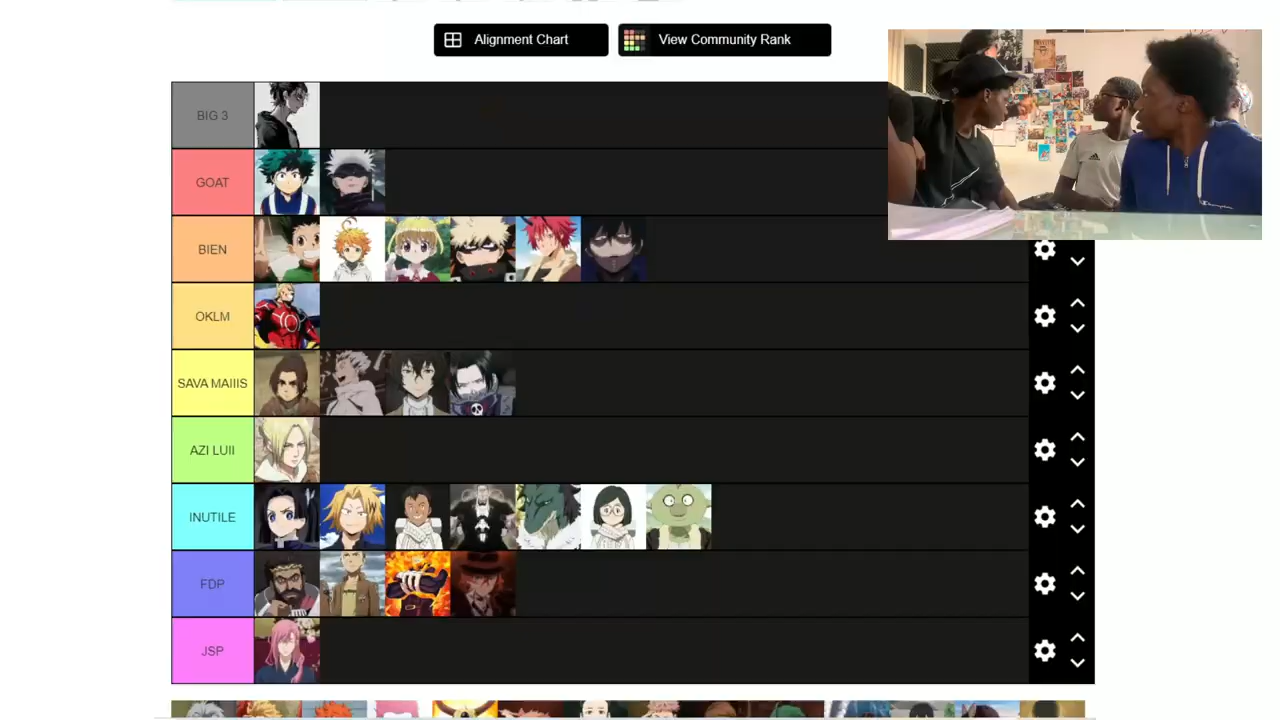 Alignment Chart
View Community Rank
BIG 3
GOAT
BIEN
OKLM
SAVA MAIIIS
AZI LUII
INUTILE
FDP
JSP